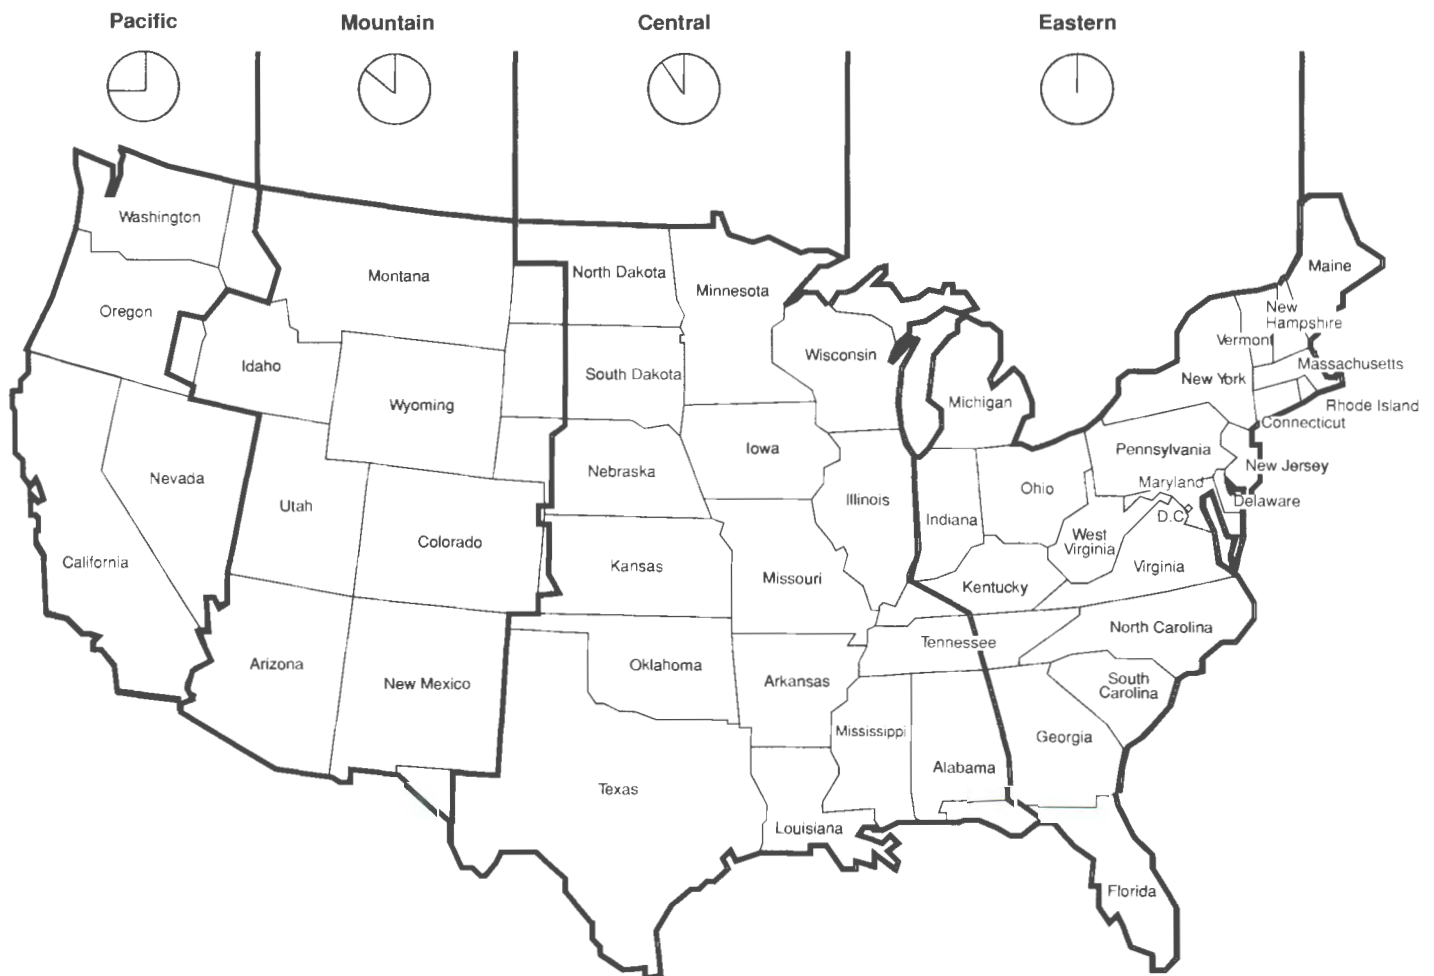 Pacific
Mountain
Central
Eastern
Washington
Montana
North Dakota
Minnesota
Maine
Oregon
New
Hampshire
Vermont
Idaho
Wisconsin
Massachusetts
South Dakota
New York
Wyoming
Michigan
Rhode Island
Connecticut
Iowa
Pennsylvania
Nebraska
New Jersey
Nevada
Maryland
Ohio
Illinois
Delaware
Utah
D.C.
Indiana
Colorado
West
Virginia
California
Kansas
Virginia
Missouri
Kentucky
North Carolina
Tennessee
Arizona
Oklahoma
New Mexico
Arkansas
South
Carolina
Mississippi
Georgia
Alabama
Texas
Louisiana
Florida